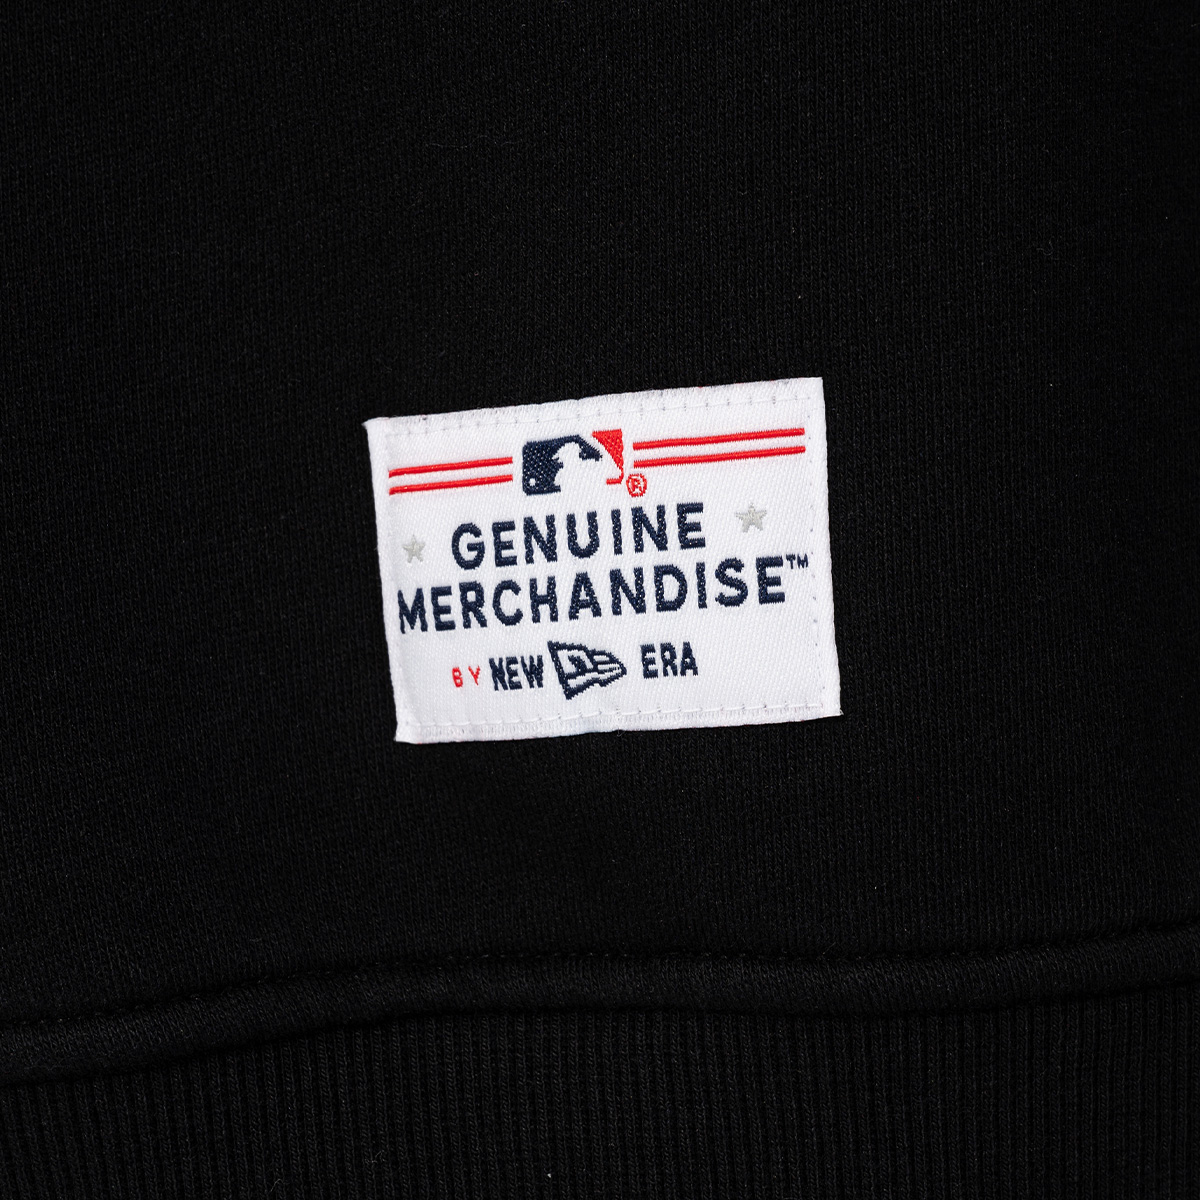 ®
GENUINE
MERCHANDISE™
BY NEW ERA